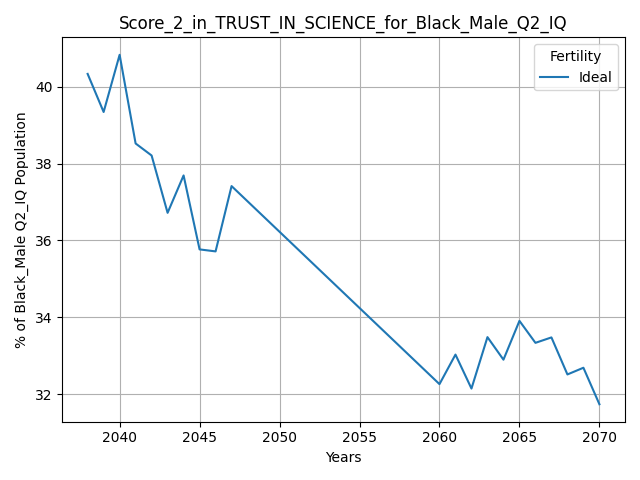 Score_2_in_TRUST_IN_SCIENCE_for_Black_Male_Q2_IQ
Fertility
Ideal
% of Black_Male Q2_IQ Population
40
38
36
34
32
2040 2045 2050 2055 2060 2065 2070
Years